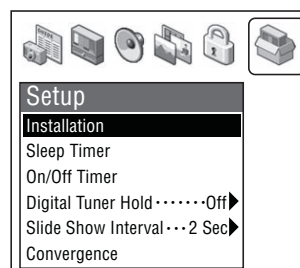 Setup
Installation
Sleep Timer
On/Off Timer
Digital Tuner Hold·······Off
Slide Show Interval···2 Sec
Convergence